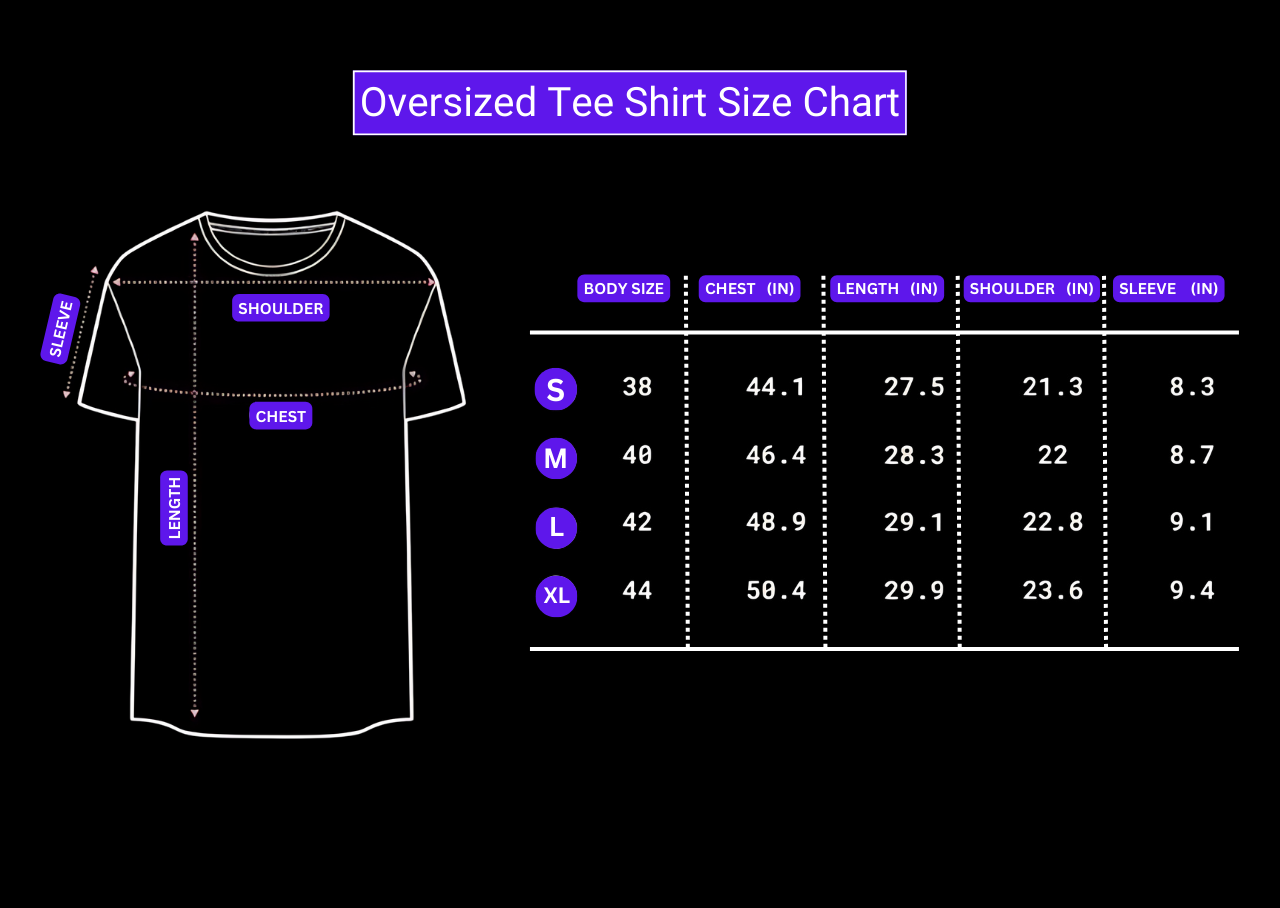 Oversized Tee Shirt Size Chart
SLEEVE
SHOULDER
CHEST
LENGTH
BODY SIZE CHEST (IN) LENGTH (IN) SHOULDER (IN) SLEEVE (IN)
S 38 44.1 27.5 21.3 8.3
M 40 46.4 28.3 22 8.7
L 42 48.9 29.1 22.8 9.1
XL 44 50.4 29.9 23.6 9.4